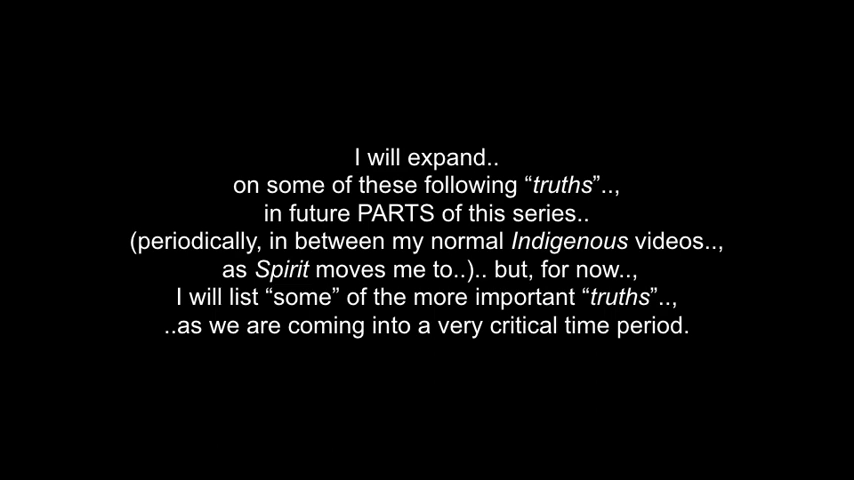 I will expand..
on some of these following “truths”..,
in future PARTS of this series..
(periodically, in between my normal Indigenous videos..,
as Spirit moves me to..).. but, for now..,
I will list “some” of the more important “truths”..,
..as we are coming into a very critical time period.